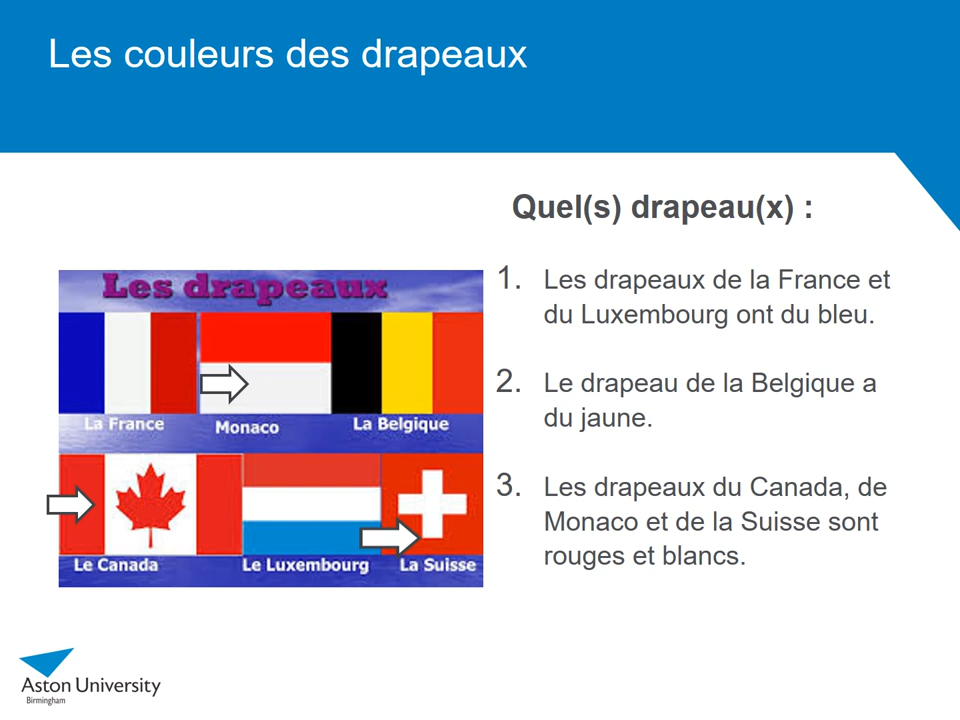 Les couleurs des drapeaux
Quel(s) drapeau(x) :
1. Les drapeaux de la France et
du Luxembourg ont du bleu.
2. Le drapeau de la Belgique a
du jaune.
3. Les drapeaux du Canada, de
Monaco et de la Suisse sont
rouges et blancs.
Les drapeaux
La France
Monaco
La Belgique
Le Canada
Le Luxembourg
La Suisse
Aston University
Birmingham